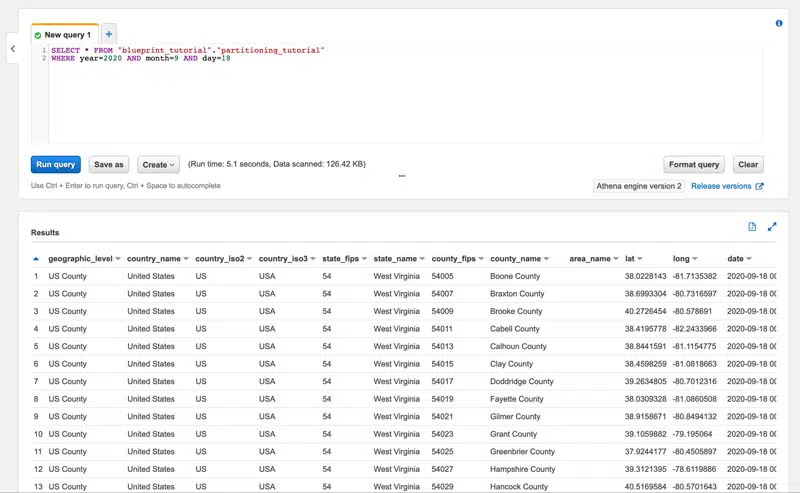 New query 1 +
1 SELECT * FROM "blueprint_tutorial"."partitioning_tutorial"
2 WHERE year=2020 AND month=9 AND day=18
Run query Save as Create (Run time: 5.1 seconds, Data scanned: 126.42 KB) Format query Clear
Use Ctrl + Enter to run query, Ctrl + Space to autocomplete Athena engine version 2 Release versions
Results
geographic_level country_name country_iso2 country_iso3 state_fips state_name county_fips county_name area_name lat long date
1 US County United States US USA 54 West Virginia 54005 Boone County 38.0228143 -81.7135382 2020-09-18 00
2 US County United States US USA 54 West Virginia 54007 Braxton County 38.6993304 -80.7316597 2020-09-18 00
3 US County United States US USA 54 West Virginia 54009 Brooke County 40.2726454 -80.578691 2020-09-18 00
4 US County United States US USA 54 West Virginia 54011 Cabell County 38.4195778 -82.2433966 2020-09-18 00
5 US County United States US USA 54 West Virginia 54013 Calhoun County 38.8441591 -81.1154775 2020-09-18 00
6 US County United States US USA 54 West Virginia 54015 Clay County 38.4598259 -81.0818663 2020-09-18 00
7 US County United States US USA 54 West Virginia 54017 Doddridge County 39.2634805 -80.7012316 2020-09-18 00
8 US County United States US USA 54 West Virginia 54019 Fayette County 38.0309328 -81.0860508 2020-09-18 00
9 US County United States US USA 54 West Virginia 54021 Gilmer County 38.9158671 -80.8494132 2020-09-18 00
10 US County United States US USA 54 West Virginia 54023 Grant County 39.1059882 -79.195064 2020-09-18 00
11 US County United States US USA 54 West Virginia 54025 Greenbrier County 37.9244177 -80.4505897 2020-09-18 00
12 US County United States US USA 54 West Virginia 54027 Hampshire County 39.3121395 -78.6119886 2020-09-18 00
13 US County United States US USA 54 West Virginia 54029 Hancock County 40.5169584 -80.5701643 2020-09-18 00